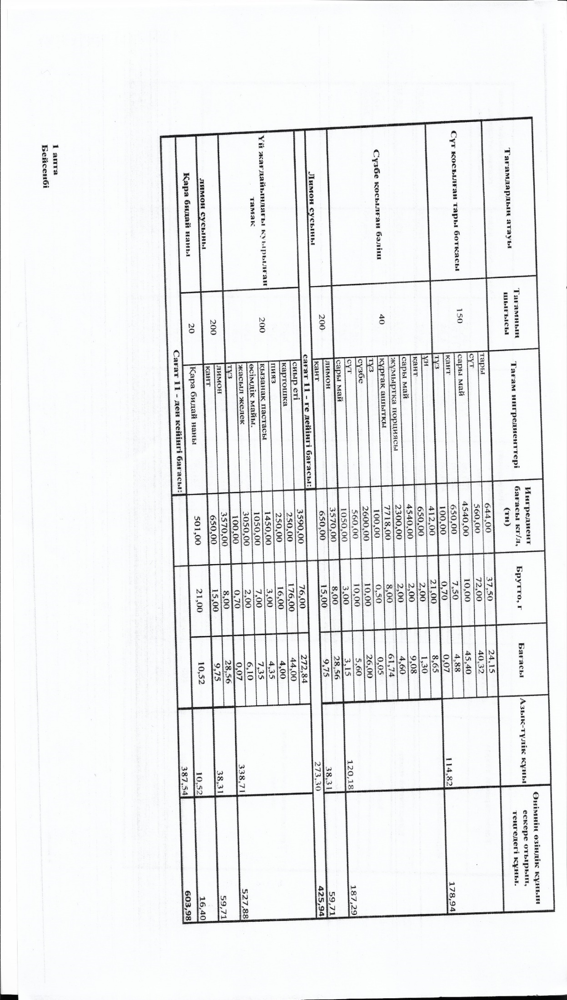 Тағамдардың атауы Тағамның шығысы Тағам ингредиенттері Ингредиент бағасы кг/л, (тн) Брутто, г Бағасы Азық-түлік құны Өнімнің өзіндік құнын ескере отырып, теңгедегі құны.
Сүт қосылған тары ботқасы 150 тары 644,00 37,50 24,15
сүт 560,00 72,00 40,32
сары май 4540,00 10,00 45,40
қант 650,00 7,50 4,88
тұз 100,00 0,70 0,07 114,82 178,94
Сүзбе қосылған бәліш 40 ұн 412,00 21,00 8,65
қант 650,00 2,00 1,30
сары май 4540,00 2,00 9,08
жұмыртқа порциясы 2300,00 2,00 4,60
құрғақ ашытқы 7718,00 8,00 61,74
тұз 100,00 0,50 0,05
сүзбе 2600,00 10,00 26,00
сүт 560,00 10,00 5,60
сары май 1050,00 3,00 3,15 120,18 187,29
Лимон сусыны 200 лимон 3570,00 8,00 28,56
қант 650,00 15,00 9,75 38,31 59,71
сағат 11 - ге дейінгі бағасы: 273,30 425,94
Үй жағдайындағы қуырылған тамақ 200 сиыр еті 3590,00 76,00 272,84
картошка 250,00 176,00 44,00
пияз 250,00 16,00 4,00
қызанақ пастасы 1450,00 3,00 4,35
өсімдік майы. 1050,00 7,00 7,35
жасыл желек 3050,00 2,00 6,10
тұз 100,00 0,70 0,07 338,71 527,88
лимон сусыны 200 лимон 3570,00 8,00 28,56
қант 650,00 15,00 9,75 38,31 59,71
Қара бидай наны 20 Қара бидай наны 501,00 21,00 10,52 10,52 16,40
Сағат 11 - ден кейінгі бағасы: 387,54 603,98
1 апта
Бейсенбі